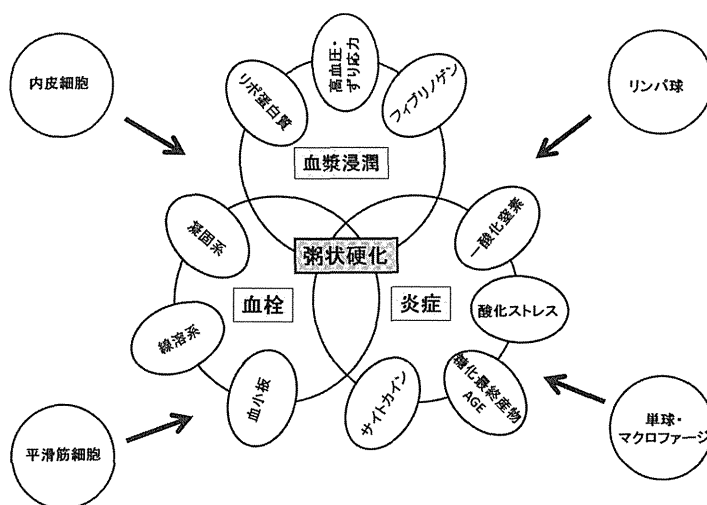 高血圧・
ずり応力
リポ蛋白質
フィブリノゲン
内皮細胞
リンパ球
血漿浸潤
凝固系
一酸化窒素
粥状硬化
血栓
炎症
酸化ストレス
線溶系
血小板
サイトカイン
糖化最終産物
AGE
平滑筋細胞
単球・
マクロファージ